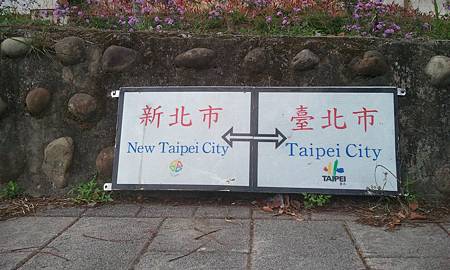 新北市
New Taipei City
臺北市
Taipei City
TAIPEI